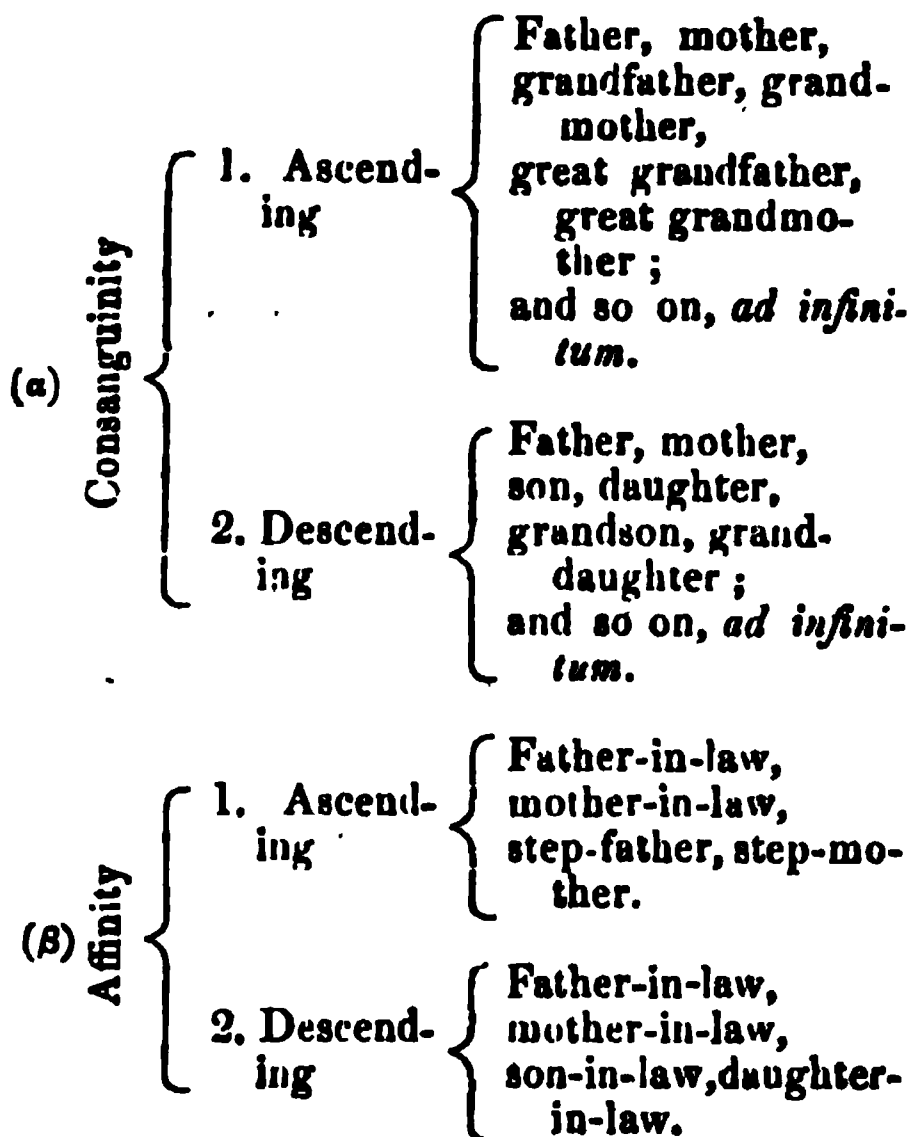 (α) Consanguinity
1. Ascend-
ing
Father, mother,
grandfather, grand-
mother,
great grandfather,
great grandmo-
ther ;
and so on, ad infini-
tum.
2. Descend-
ing
Father, mother,
son, daughter,
grandson, grand-
daughter ;
and so on, ad infini-
tum.
(β) Affinity
1. Ascend-
ing
Father-in-law,
mother-in-law,
step-father, step-mo-
ther.
2. Descend-
ing
Father-in-law,
mother-in-law,
son-in-law,daughter-
in-law.